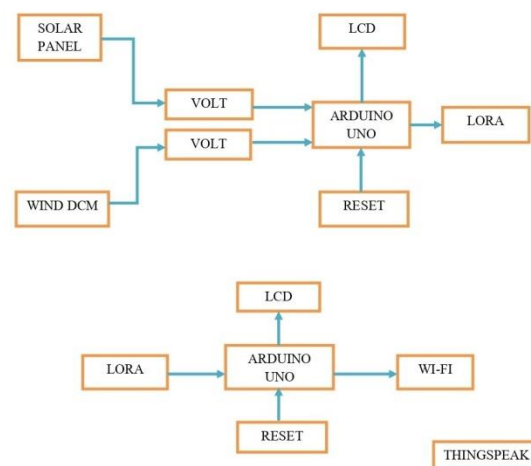 SOLAR
PANEL
LCD
VOLT
ARDUINO
UNO
LORA
VOLT
WIND DCM
RESET
LCD
LORA
ARDUINO
UNO
WI-FI
RESET
THINGSPEAK